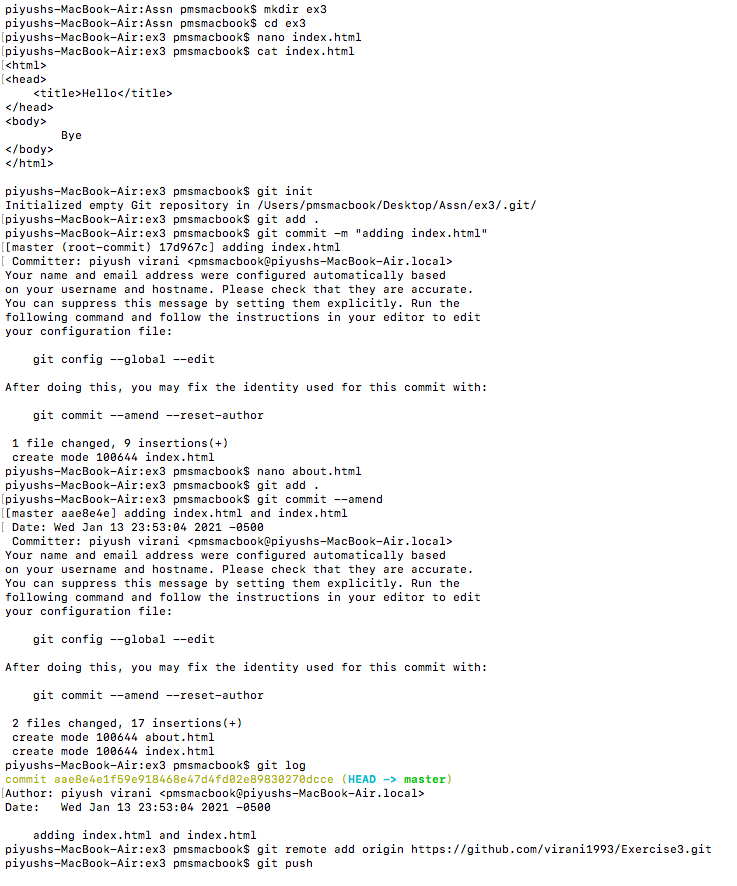 piyushs-MacBook-Air:Assn pmsmacbook$ mkdir ex3
piyushs-MacBook-Air:Assn pmsmacbook$ cd ex3
[piyushs-MacBook-Air:ex3 pmsmacbook$ nano index.html
[piyushs-MacBook-Air:ex3 pmsmacbook$ cat index.html
[<html>
[<head>
    <title>Hello</title>
</head>
<body>
        Bye
</body>
</html>

piyushs-MacBook-Air:ex3 pmsmacbook$ git init
Initialized empty Git repository in /Users/pmsmacbook/Desktop/Assn/ex3/.git/
[piyushs-MacBook-Air:ex3 pmsmacbook$ git add .
piyushs-MacBook-Air:ex3 pmsmacbook$ git commit -m "adding index.html"
[[master (root-commit) 17d967c] adding index.html
[ Committer: piyush virani <pmsmacbook@piyushs-MacBook-Air.local>
Your name and email address were configured automatically based
on your username and hostname. Please check that they are accurate.
You can suppress this message by setting them explicitly. Run the
following command and follow the instructions in your editor to edit
your configuration file:

    git config --global --edit

After doing this, you may fix the identity used for this commit with:

    git commit --amend --reset-author

 1 file changed, 9 insertions(+)
 create mode 100644 index.html
piyushs-MacBook-Air:ex3 pmsmacbook$ nano about.html
piyushs-MacBook-Air:ex3 pmsmacbook$ git add .
[piyushs-MacBook-Air:ex3 pmsmacbook$ git commit --amend
[[master aae8e4e] adding index.html and index.html
[ Date: Wed Jan 13 23:53:04 2021 -0500
 Committer: piyush virani <pmsmacbook@piyushs-MacBook-Air.local>
Your name and email address were configured automatically based
on your username and hostname. Please check that they are accurate.
You can suppress this message by setting them explicitly. Run the
following command and follow the instructions in your editor to edit
your configuration file:

    git config --global --edit

After doing this, you may fix the identity used for this commit with:

    git commit --amend --reset-author

 2 files changed, 17 insertions(+)
 create mode 100644 about.html
 create mode 100644 index.html
piyushs-MacBook-Air:ex3 pmsmacbook$ git log
commit aae8e4e1f59e918468e47d4fd02e89830270dcce (HEAD -> master)
[Author: piyush virani <pmsmacbook@piyushs-MacBook-Air.local>
Date:   Wed Jan 13 23:53:04 2021 -0500

    adding index.html and index.html
piyushs-MacBook-Air:ex3 pmsmacbook$ git remote add origin https://github.com/virani1993/Exercise3.git
piyushs-MacBook-Air:ex3 pmsmacbook$ git push